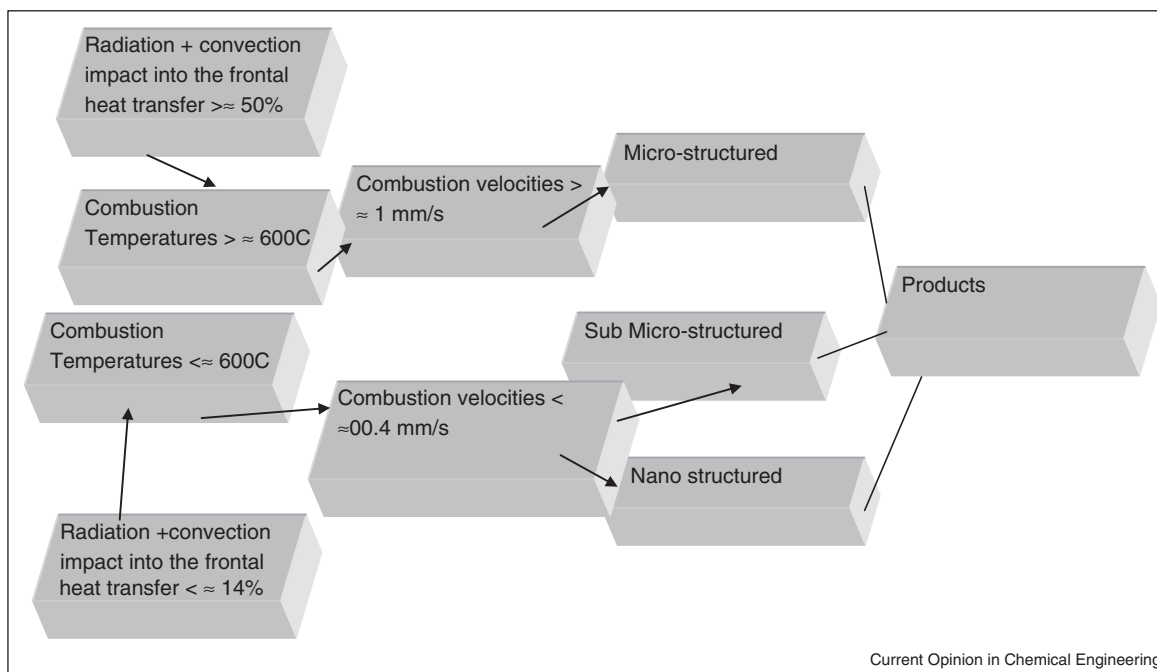 Radiation + convection
impact into the frontal
heat transfer >≈ 50%
Combustion
Temperatures > ≈ 600C
Combustion velocities >
≈ 1 mm/s
Micro-structured
Products
Combustion
Temperatures <≈ 600C
Combustion velocities <
≈00.4 mm/s
Sub Micro-structured
Nano structured
Radiation +convection
impact into the frontal
heat transfer < ≈ 14%
Current Opinion in Chemical Engineering